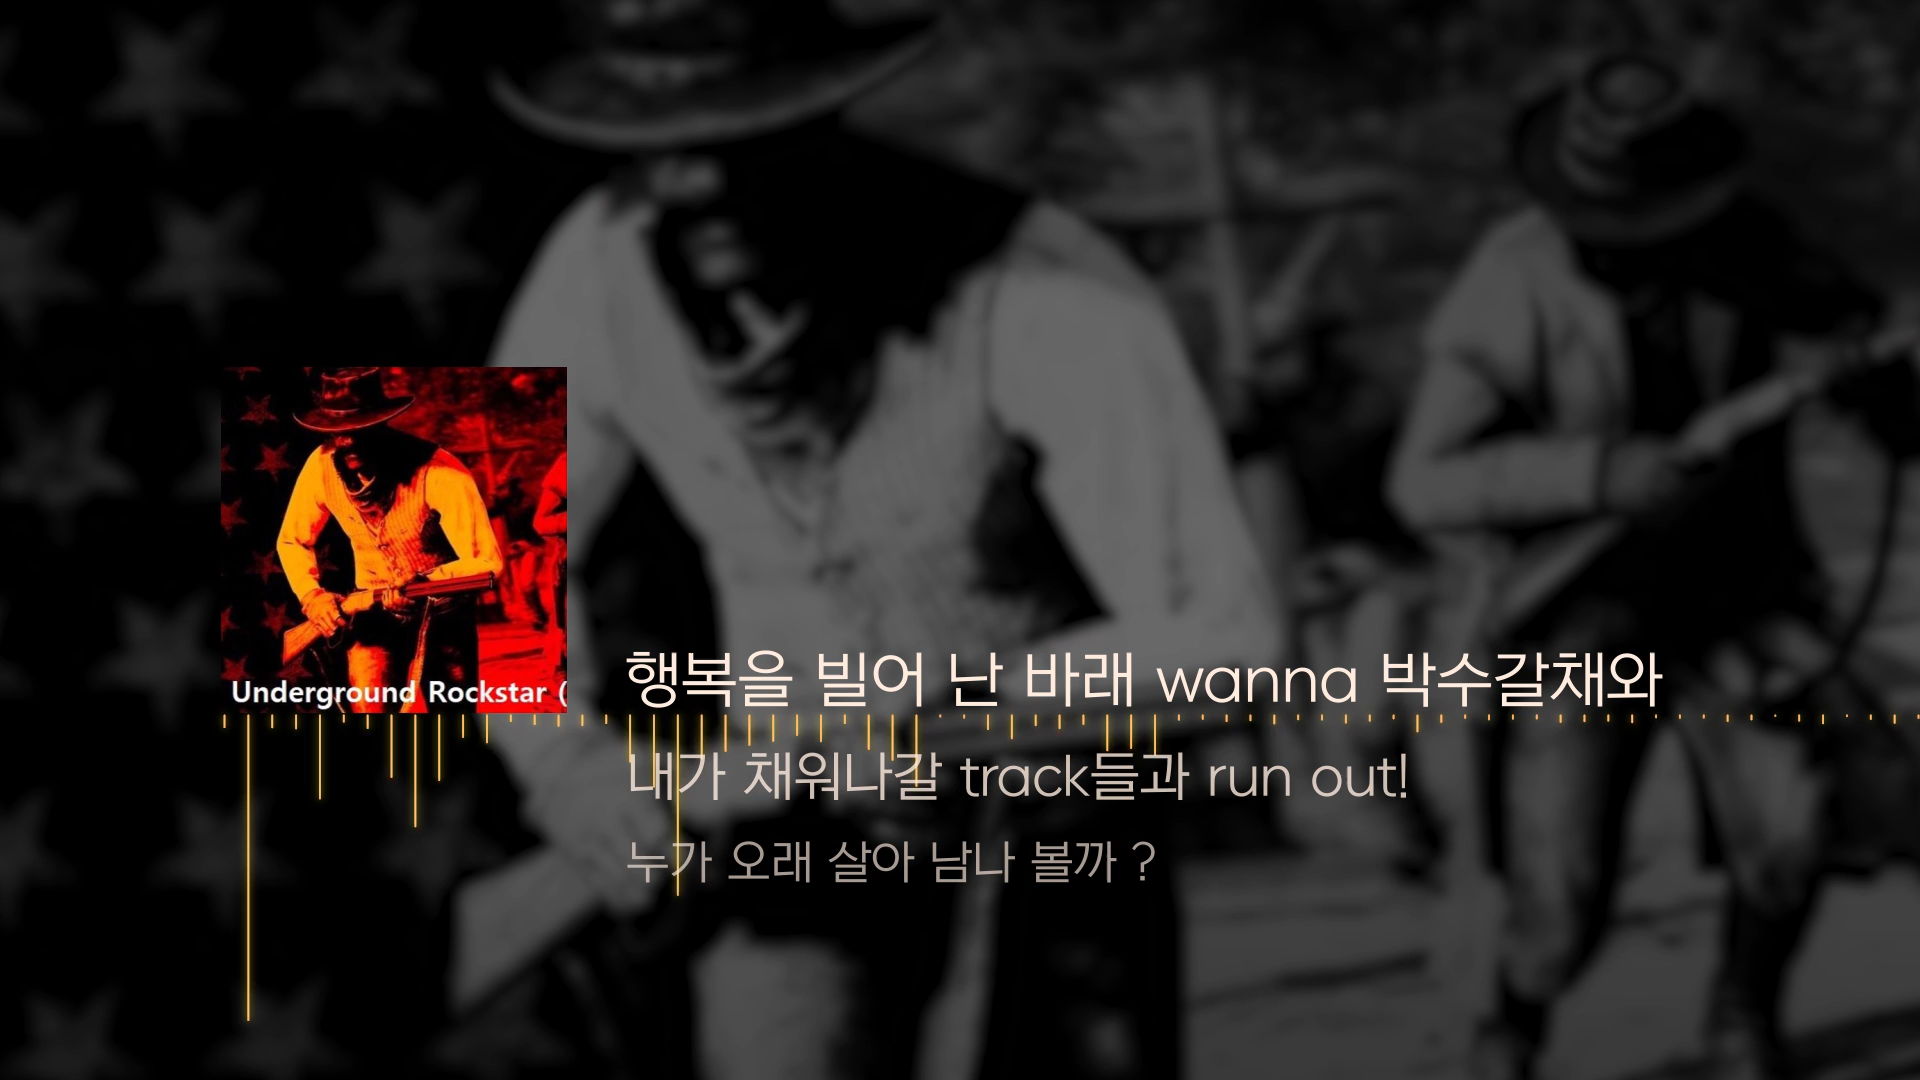 Underground Rockstar (
행복을 빌어 난 바래 wanna 박수갈채와
내가 채워나갈 track들과 run out!
누가 오래 살아 남나 볼까 ?